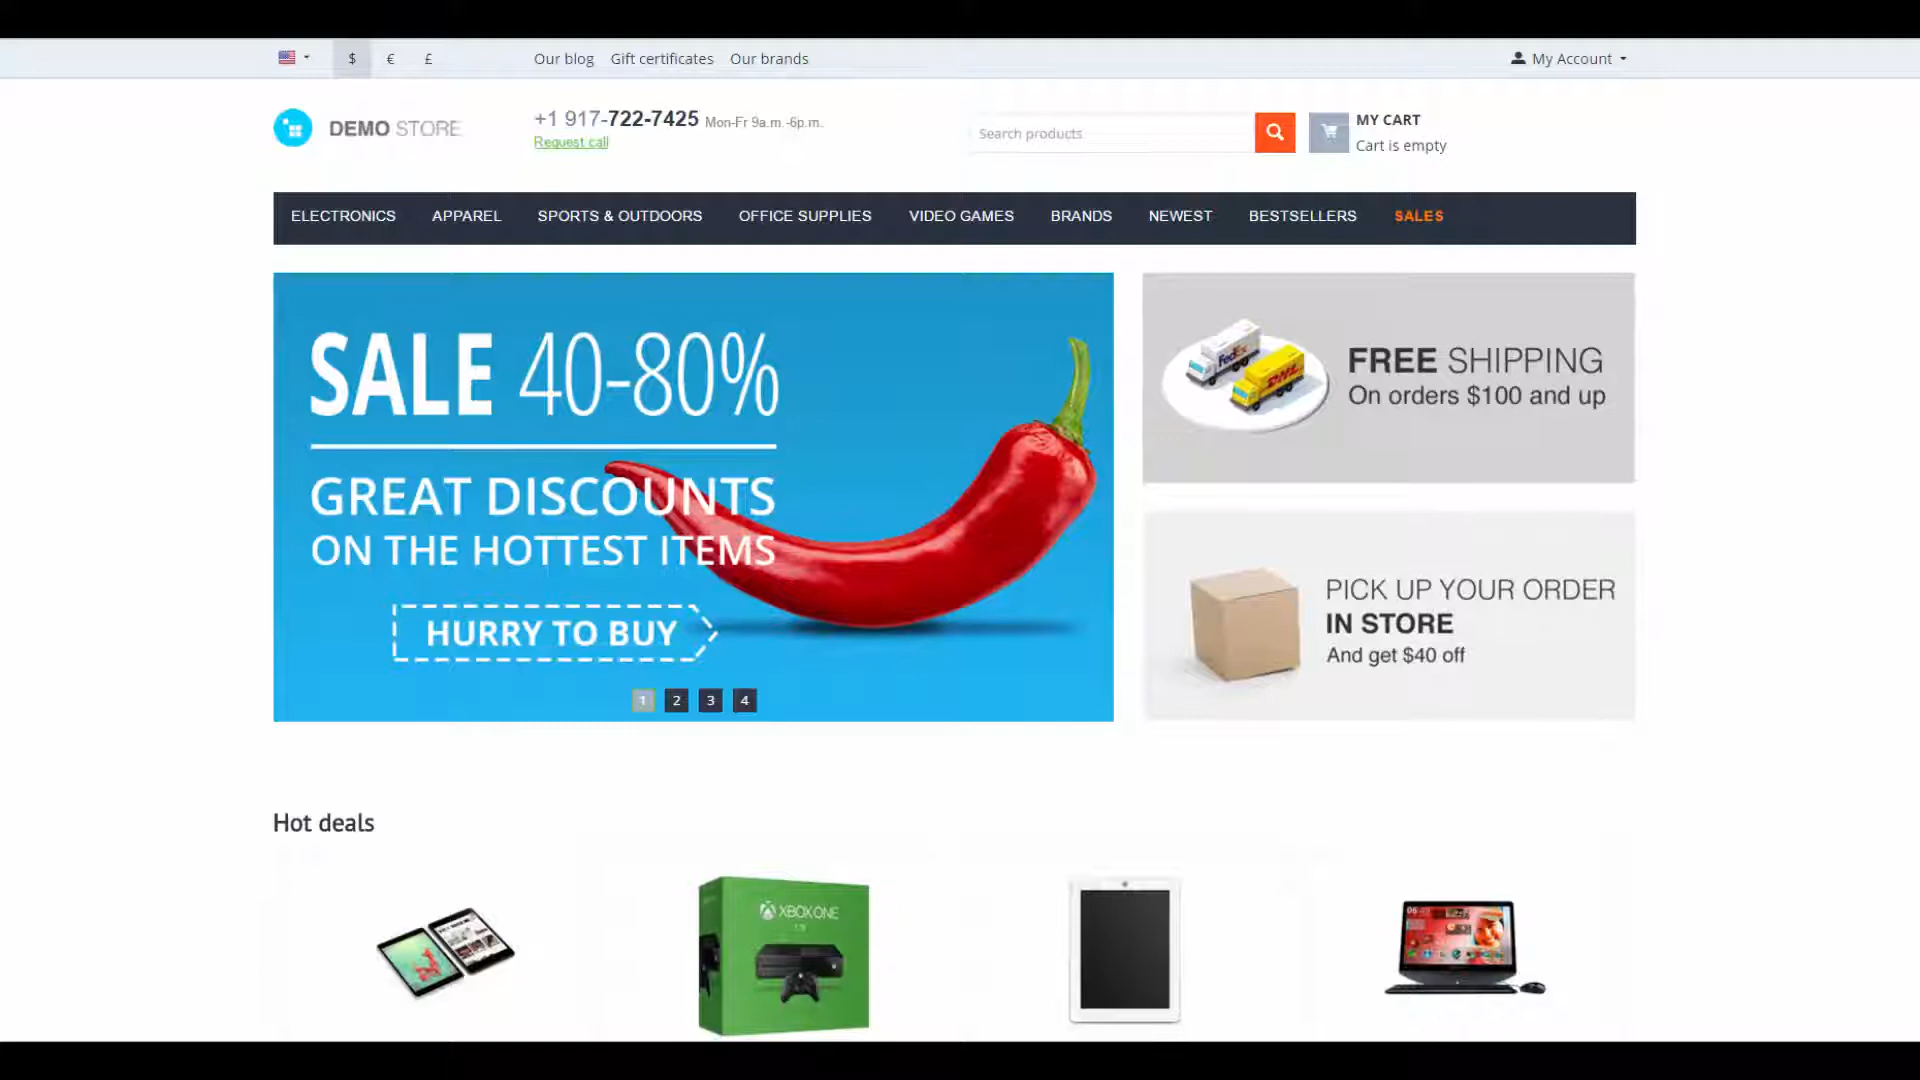 $ € £ Our blog Gift certificates Our brands My Account
DEMO STORE
+1 917-722-7425 Mon-Fr 9a.m.-6p.m.
Request call
Search products
MY CART
Cart is empty
ELECTRONICS APPAREL SPORTS & OUTDOORS OFFICE SUPPLIES VIDEO GAMES BRANDS NEWEST BESTSELLERS SALES
SALE 40-80%
GREAT DISCOUNTS
ON THE HOTTEST ITEMS
HURRY TO BUY
1 2 3 4
FedEx
DHL
FREE SHIPPING
On orders $100 and up
PICK UP YOUR ORDER
IN STORE
And get $40 off
Hot deals
XBOX ONE